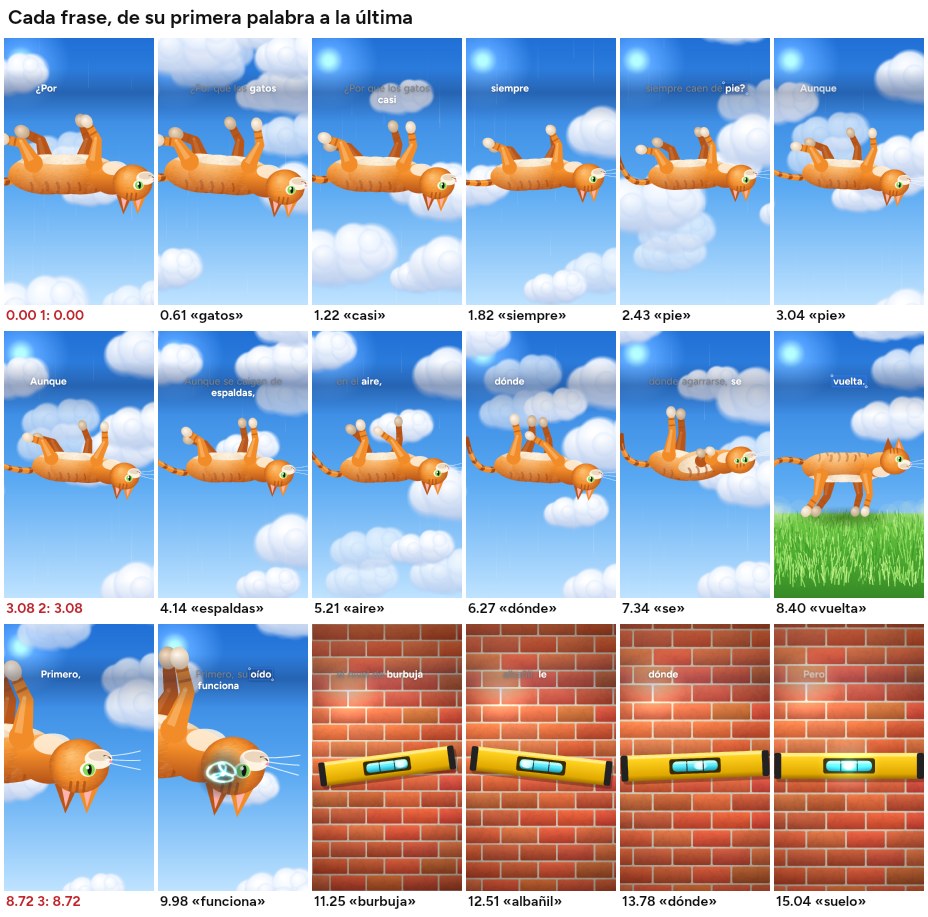 Cada frase, de su primera palabra a la última
¿Por
¿Por qué los gatos
¿Por qué los gatos
casi
siempre
siempre caen de pie?
Aunque
0.00 1: 0.00
0.61 «gatos»
1.22 «casi»
1.82 «siempre»
2.43 «pie»
3.04 «pie»
Aunque
Aunque se caigan de
espaldas,
en el aire,
dónde
dónde agarrarse, se
vuelta.
3.08 2: 3.08
4.14 «espaldas»
5.21 «aire»
6.27 «dónde»
7.34 «se»
8.40 «vuelta»
Primero,
Primero, su oído
funciona
burbuja
le
dónde
Pero
8.72 3: 8.72
9.98 «funciona»
11.25 «burbuja»
12.51 «albañil»
13.78 «dónde»
15.04 «suelo»